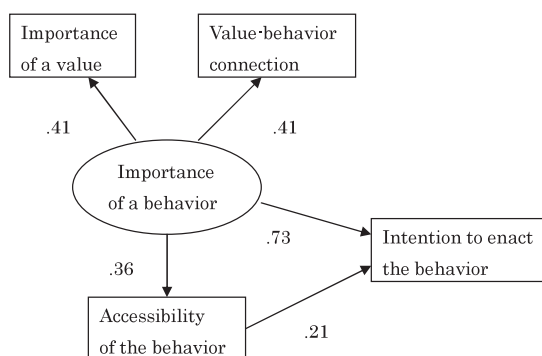 Importance
of a value
Value-behavior
connection
.41
.41
Importance
of a behavior
.73
Intention to enact
the behavior
.36
Accessibility
of the behavior
.21